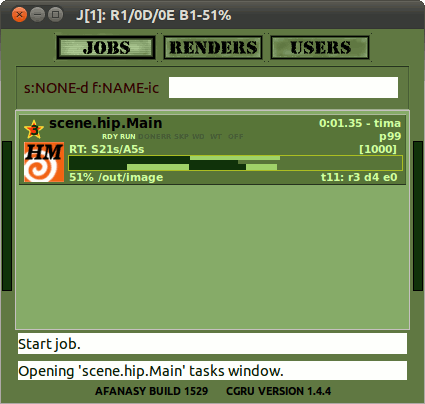 J[1]: R1/0D/0E B1-51%
JOBS RENDERS USERS
s:NONE-d f:NAME-ic
3 scene.hip.Main 0:01.35 - tima
RDY RUN DON ERR SKP WD WT OFF p99
HM RT: S21s/A5s [1000]
51% /out/image t11: r3 d4 e0
Start job.
Opening 'scene.hip.Main' tasks window.
AFANASY BUILD 1529 CGRU VERSION 1.4.4